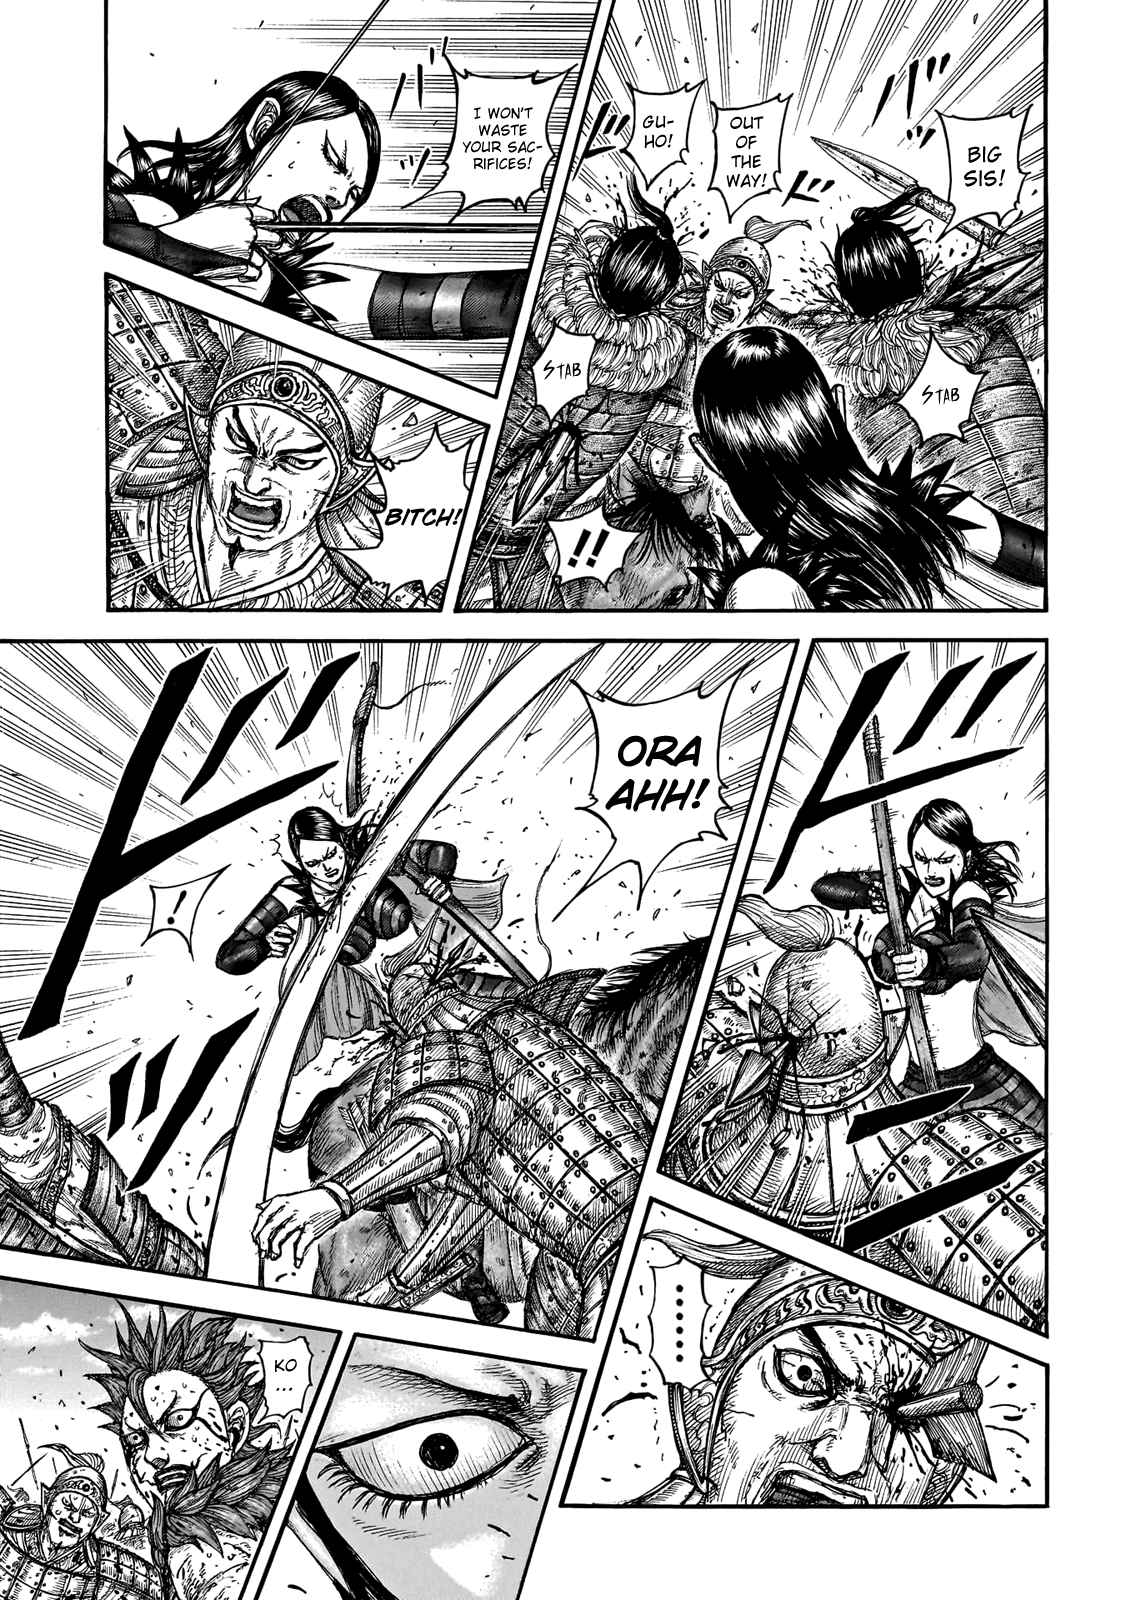 BIG
SIS!
OUT
OF
THE
WAY!
GU-
HO!
ド
ド
STAB
STAB
!!
I WON'T
WASTE
YOUR SAC-
RIFICES!
BITCH!
ド
ORA
AHH!
ド
!
......
KO
...